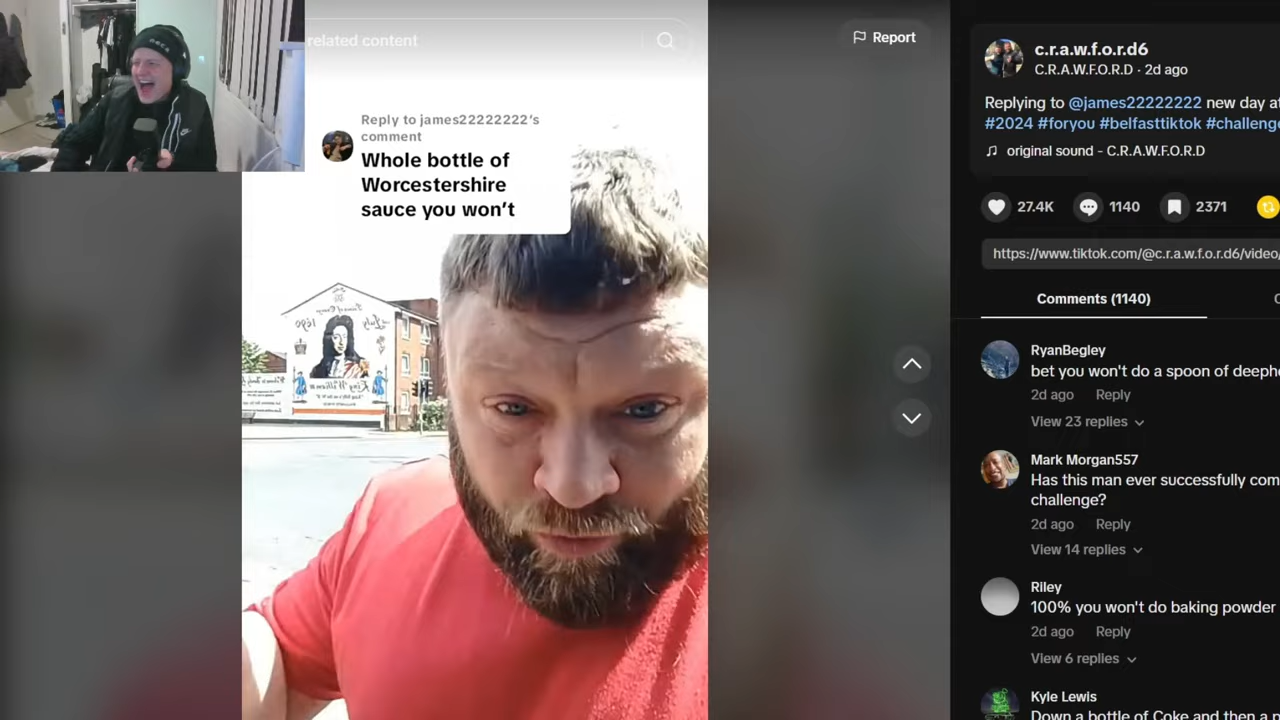 related content
Report
Reply to james22222222's
comment
Whole bottle of
Worcestershire
sauce you won't
1690
July
c.r.a.w.f.o.r.d6
C.R.A.W.F.O.R.D · 2d ago
Replying to @james22222222 new day a
#2024 #foryou #belfasttiktok #challeng
original sound - C.R.A.W.F.O.R.D
27.4K
1140
2371
https://www.tiktok.com/@c.r.a.w.f.o.r.d6/video/
Comments (1140)
RyanBegley
bet you won't do a spoon of deeph
2d ago Reply
View 23 replies
Mark Morgan557
Has this man ever successfully com
challenge?
2d ago Reply
View 14 replies
Riley
100% you won't do baking powder
2d ago Reply
View 6 replies
Kyle Lewis
Down a bottle of Coke and then a